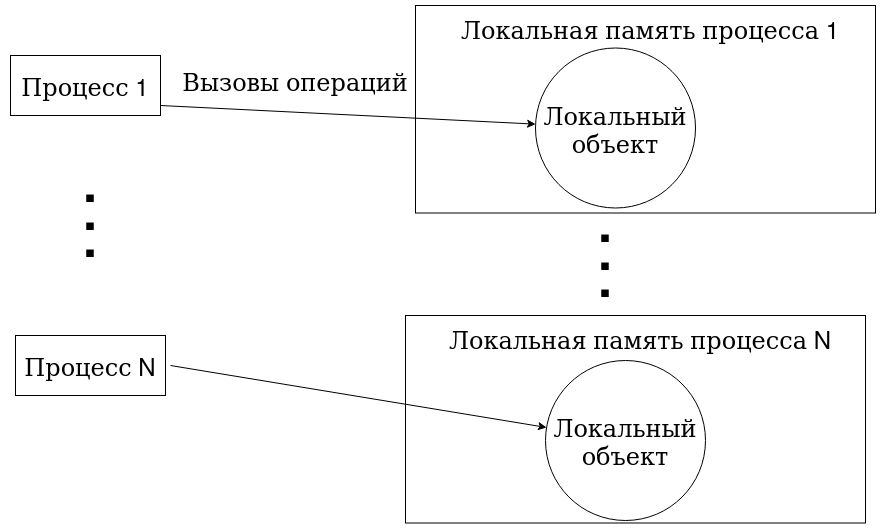 Локальная память процесса 1
Процесс 1
Вызовы операций
Локальный
объект
Локальная память процесса N
Процесс N
Локальный
объект